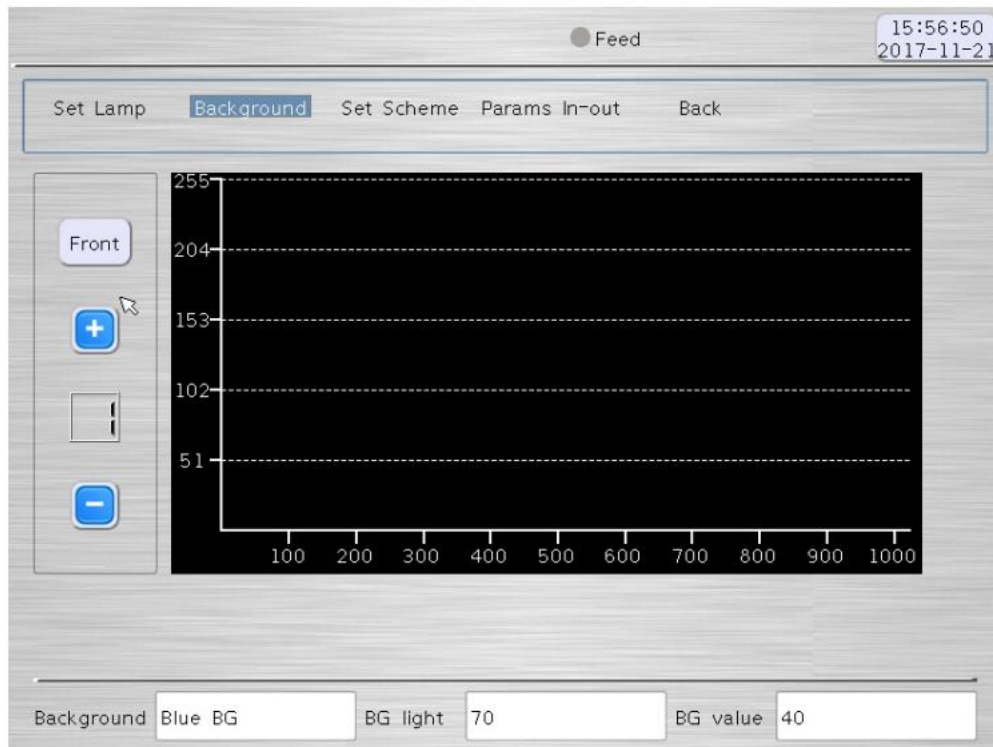 Feed
15:56:50
2017-11-21
Set Lamp Background Set Scheme Params In-out Back
Front
1
255
204
153
102
51
100 200 300 400 500 600 700 800 900 1000
Background Blue BG BG light 70 BG value 40